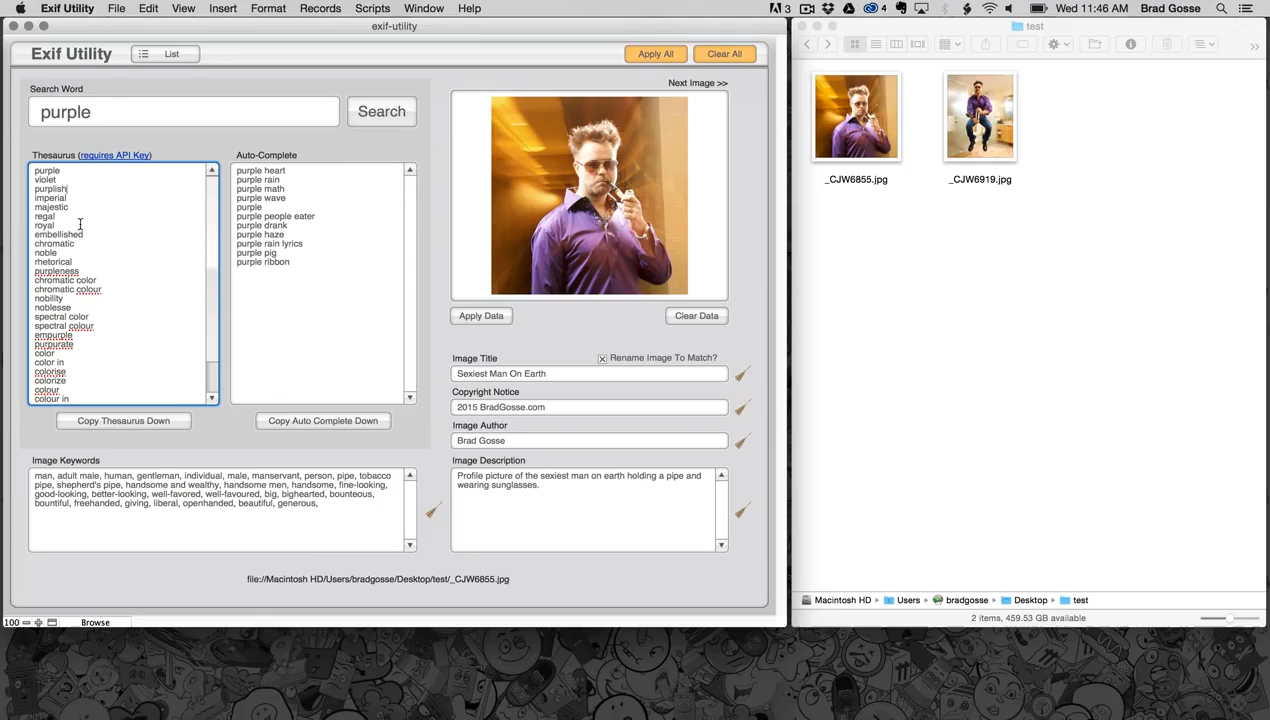 Exif Utility File Edit View Insert Format Records Scripts Window Help 3 4 Wed 11:46 AM Brad Gosse
exif-utility
Exif Utility List Apply All Clear All
Search Word
purple Search
Thesaurus (requires API Key)
purple
violet
purplish
imperial
majestic
regal
royal
embellished
chromatic
noble
rhetorical
purpleness
chromatic color
chromatic colour
nobility
noblesse
spectral color
spectral colour
empurple
purpurate
color
color in
colorise
colorize
colour
colour in
Copy Thesaurus Down
Auto-Complete
purple heart
purple rain
purple math
purple wave
purple
purple people eater
purple drank
purple haze
purple rain lyrics
purple pig
purple ribbon
Copy Auto Complete Down
Next Image >>
Apply Data Clear Data
Image Title Rename Image To Match?
Sexiest Man On Earth
Copyright Notice
2015 BradGosse.com
Image Author
Brad Gosse
Image Keywords
man, adult male, human, gentleman, individual, male, manservant, person, pipe, tobacco
pipe, shepherd's pipe, handsome and wealthy, handsome men, handsome, fine-looking,
good-looking, better-looking, well-favored, well-favoured, big, bighearted, bounteous,
bountiful, freehanded, giving, liberal, openhanded, beautiful, generous,
Image Description
Profile picture of the sexiest man on earth holding a pipe and
wearing sunglasses.
file://Macintosh HD/Users/bradgosse/Desktop/test/_CJW6855.jpg
100 Browse
test
_CJW6855.jpg _CJW6919.jpg
Macintosh HD Users bradgosse Desktop test
2 items, 459.53 GB available